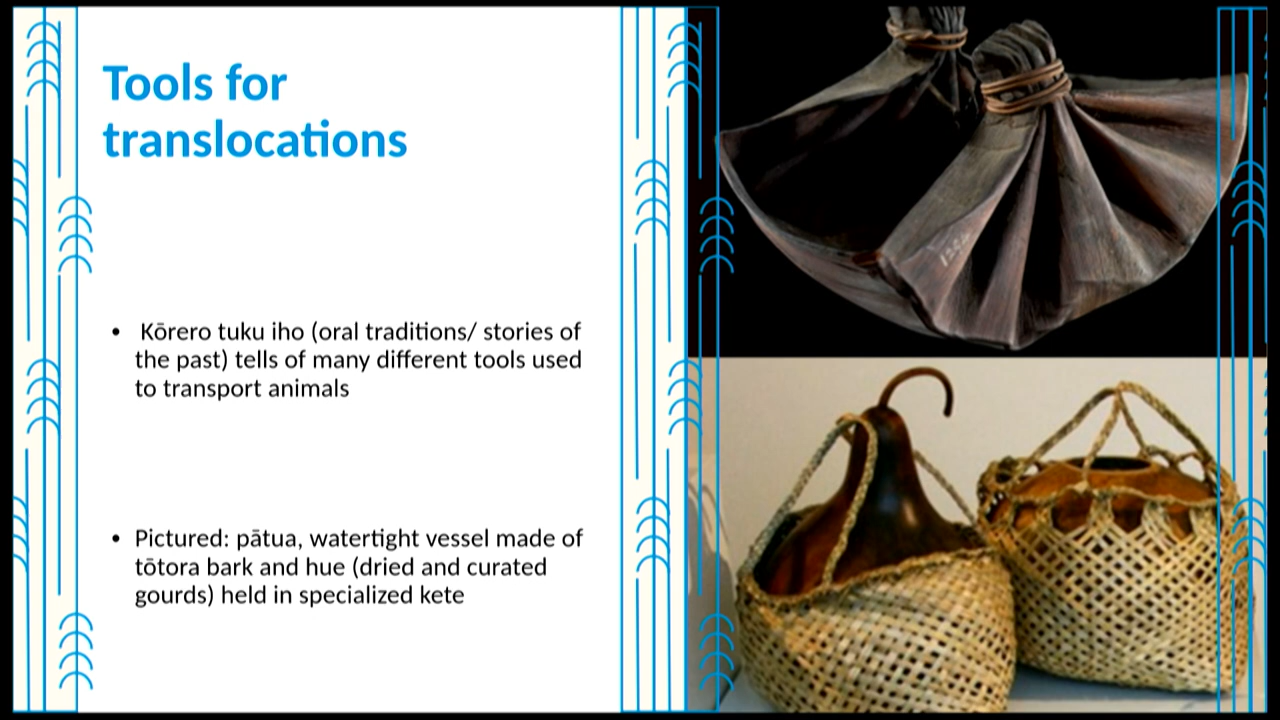 Tools for
translocations
• Kōrero tuku iho (oral traditions/ stories of
the past) tells of many different tools used
to transport animals
• Pictured: pātua, watertight vessel made of
tōtora bark and hue (dried and curated
gourds) held in specialized kete